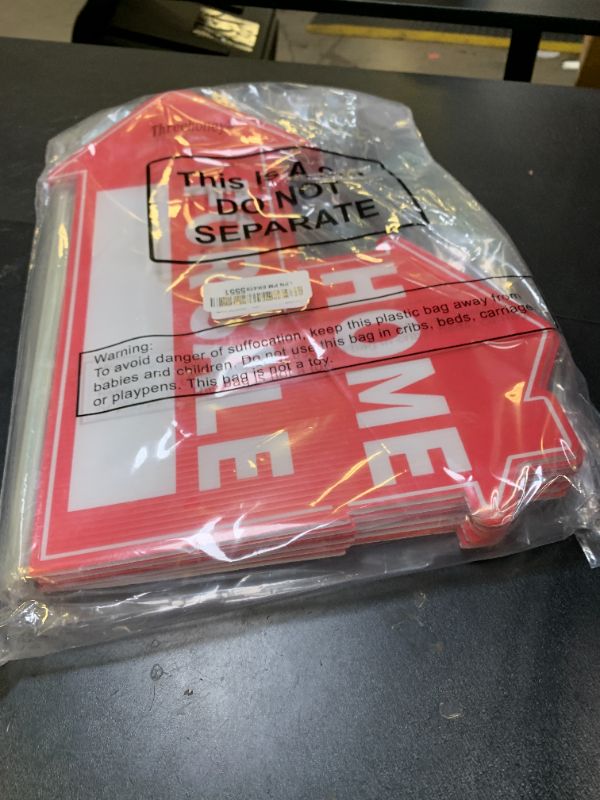 Threehoney
This Is A
DO NOT
SEPARATE
HOME
Warning:
To avoid danger of suffocation, keep this plastic bag away from
babies and children. Do not use this bag in cribs, beds, carriage
or playpens. This bag is not a toy.